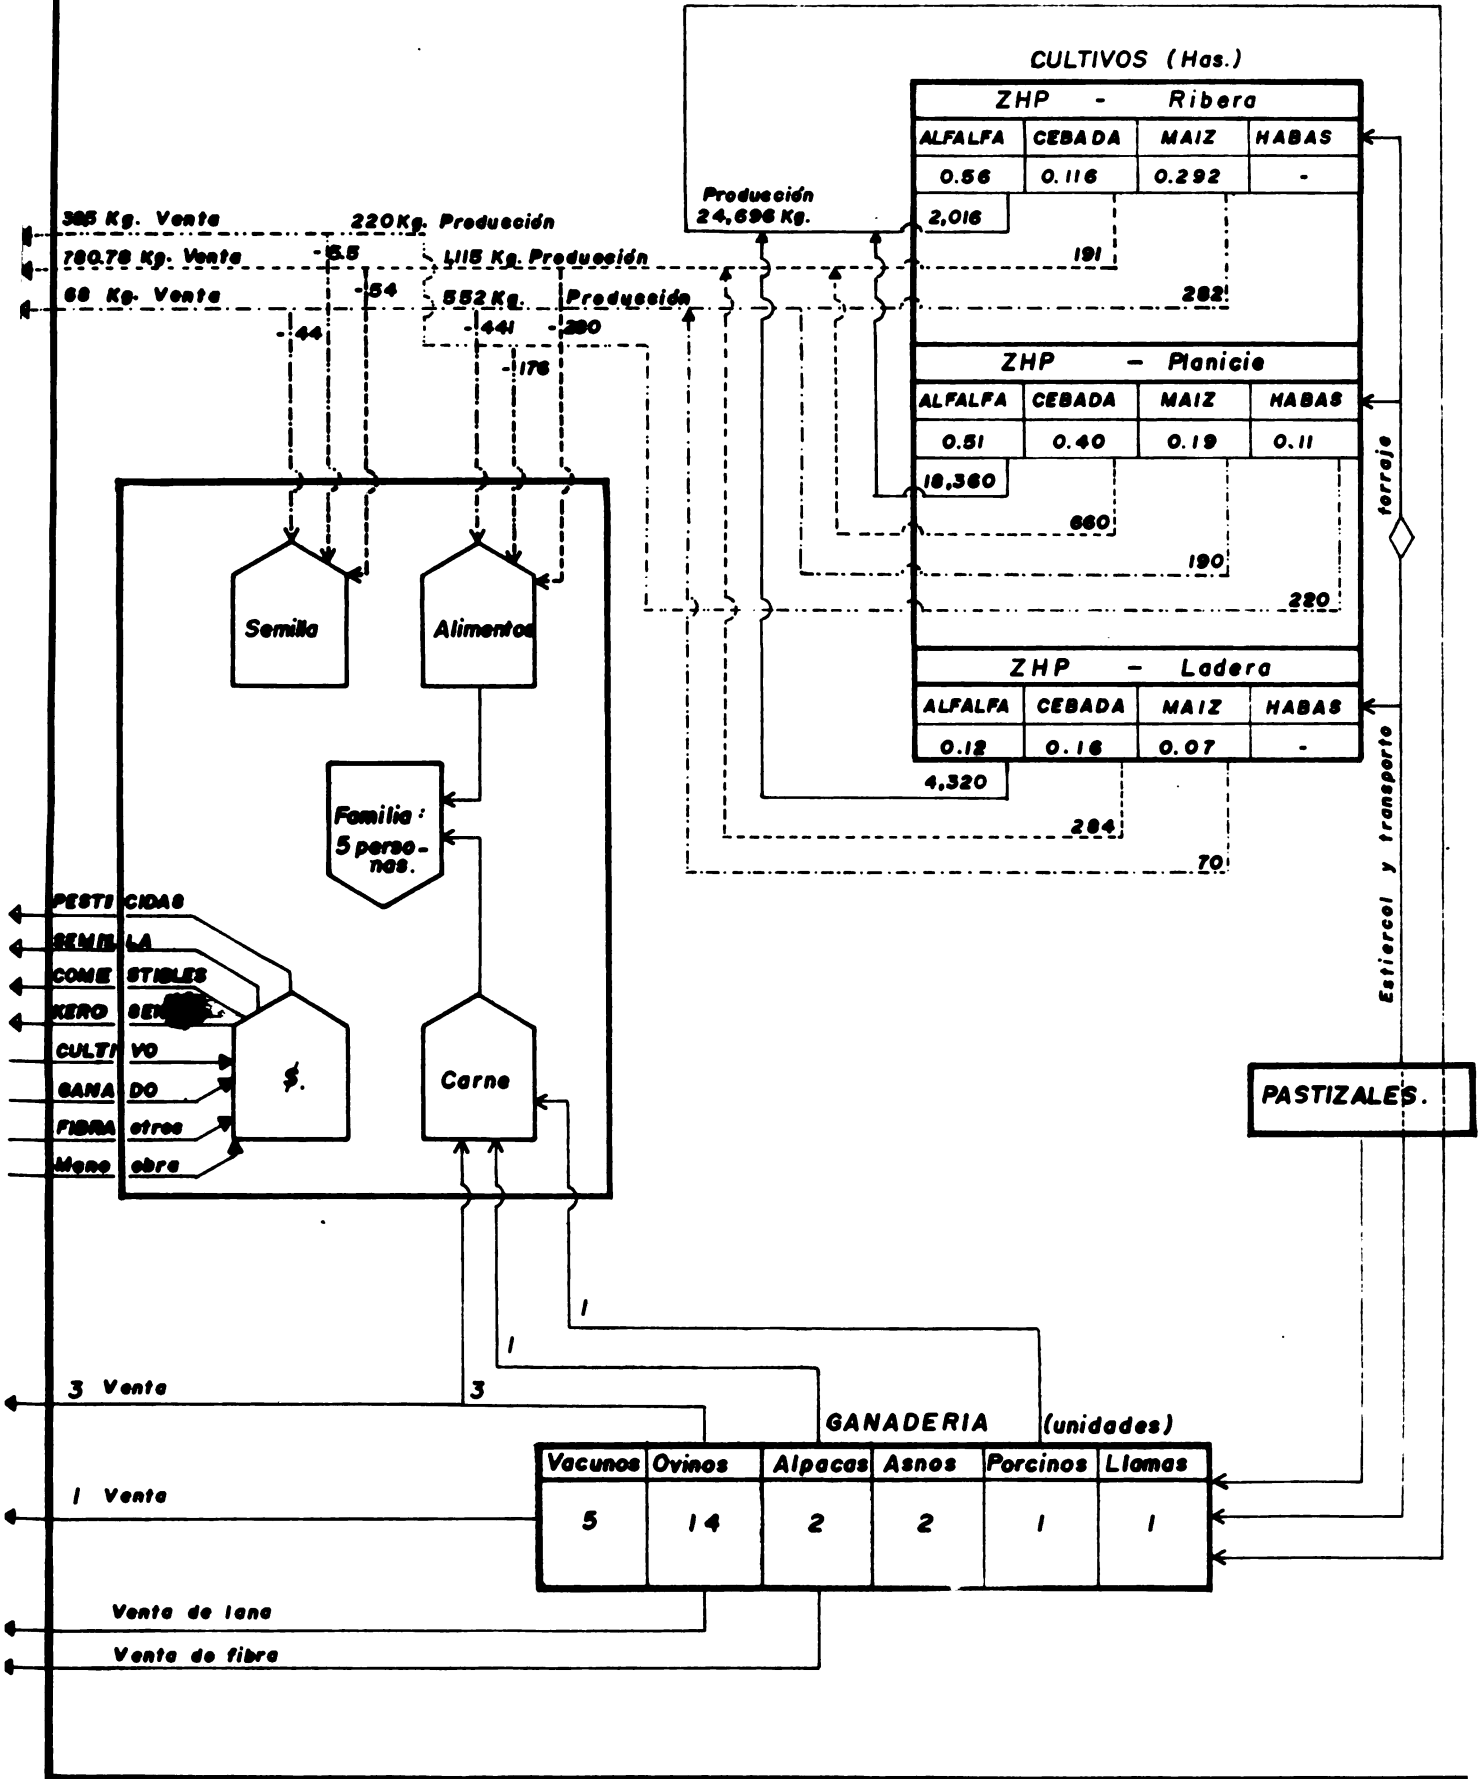 CULTIVOS (Has.)
ZHP - Ribera
ALFALFA CEBADA MAIZ HABAS
0.56 0.116 0.292 -
Producción
24,696 Kg.
2,016
191
282
Kg. Venta 220 Kg. Producción
780.78 Kg. Venta 1,115 Kg. Producción
68 Kg. Venta 552 Kg. Producción
-5.5
-54
-44
-441
-280
-176
ZHP - Planicie
ALFALFA CEBADA MAIZ HABAS
0.51 0.40 0.19 0.11
18,360
660
190
220
torraje
ZHP - Ladera
ALFALFA CEBADA MAIZ HABAS
0.12 0.16 0.07 -
4,320
284
70
Estiercol y transporto
Semilla
Alimentos
Familia:
5 perso-
nas.
PESTICIDAS
SEMILLA
COMESTIBLES
KERO
CULTIVO
GANADO
FIBRA otros
Mano obra
$.
Carne
PASTIZALES.
1
1
3
3 Venta
1 Venta
GANADERIA (unidades)
Vacunos Ovinos Alpacas Asnos Porcinos Llamas
5 14 2 2 1 1
Venta de lana
Venta de fibra